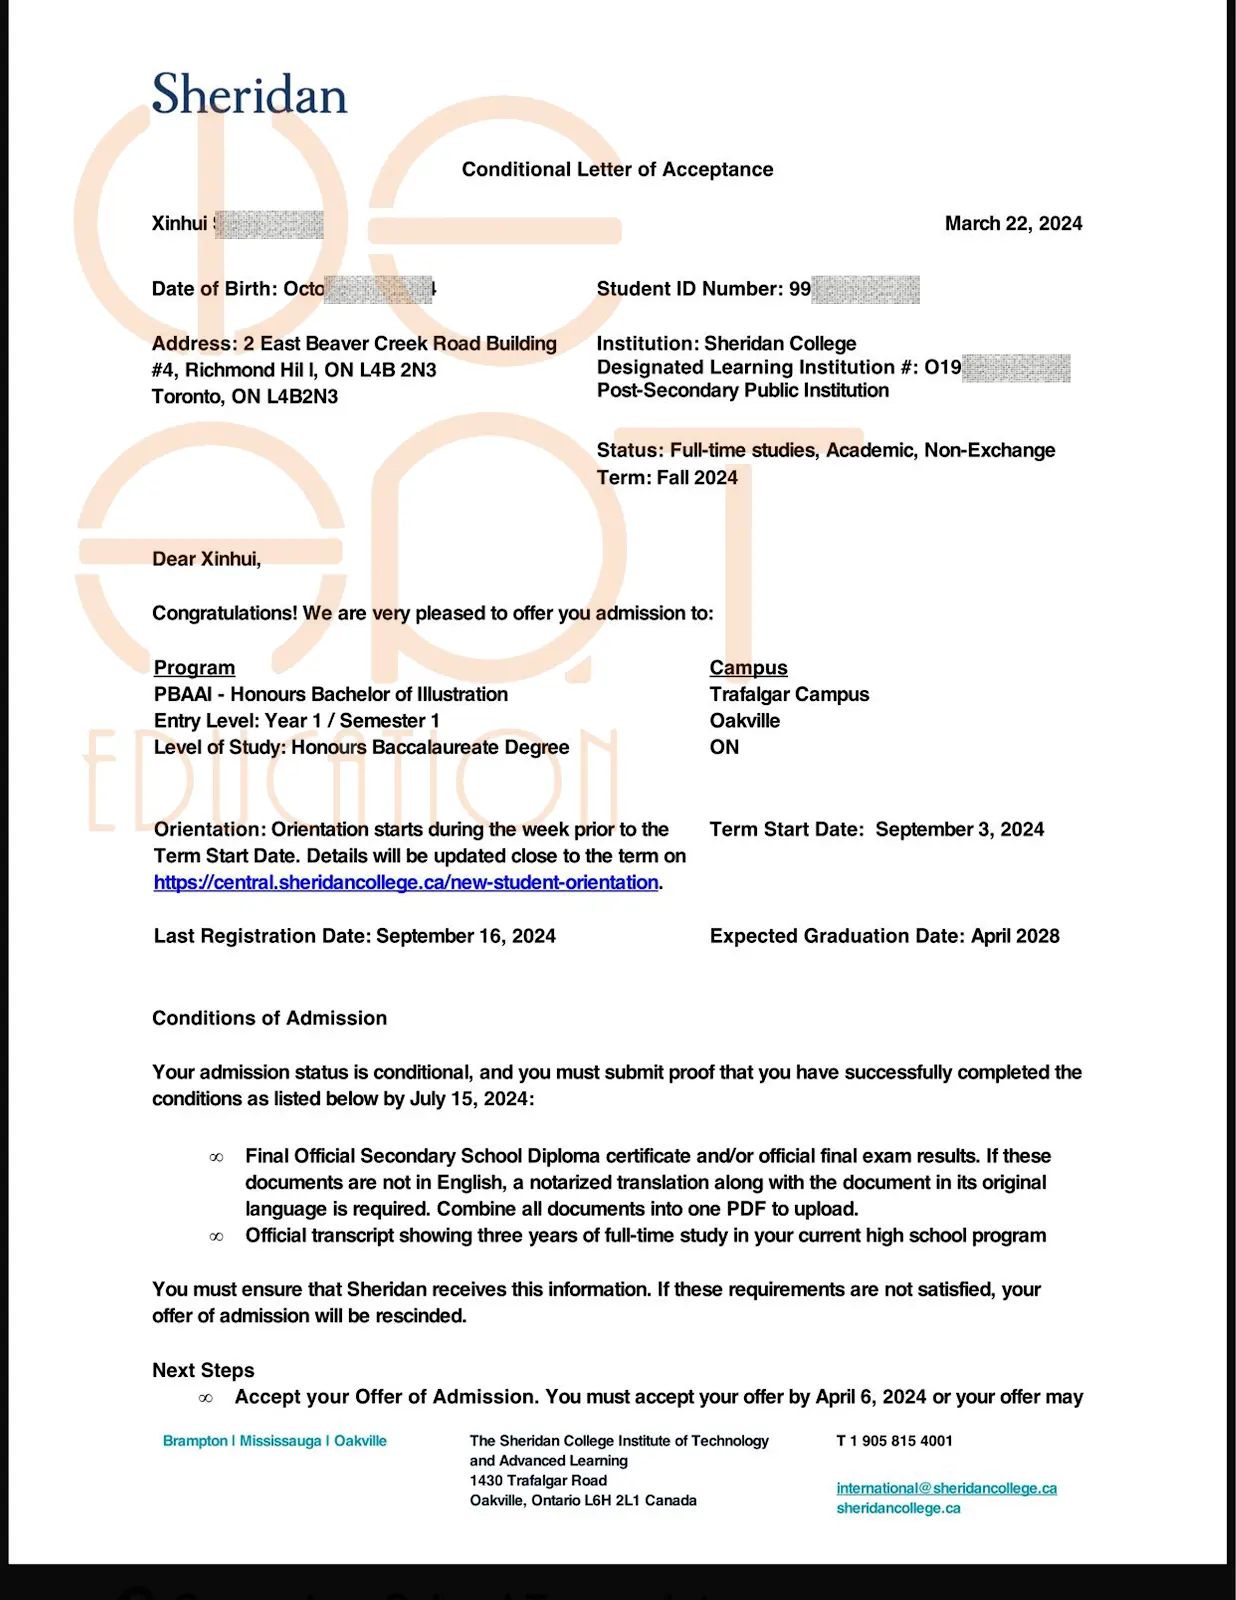 Sheridan
Conditional Letter of Acceptance
Xinhui
March 22, 2024
Date of Birth: Octo
Student ID Number: 99
Address: 2 East Beaver Creek Road Building
#4, Richmond Hil l, ON L4B 2N3
Toronto, ON L4B2N3
Institution: Sheridan College
Designated Learning Institution #: O19
Post-Secondary Public Institution
Status: Full-time studies, Academic, Non-Exchange
Term: Fall 2024
Dear Xinhui,
Congratulations! We are very pleased to offer you admission to:
Program
PBAAI - Honours Bachelor of Illustration
Entry Level: Year 1 / Semester 1
Level of Study: Honours Baccalaureate Degree
Campus
Trafalgar Campus
Oakville
ON
EDUCATION
Orientation: Orientation starts during the week prior to the
Term Start Date. Details will be updated close to the term on
https://central.sheridancollege.ca/new-student-orientation.
Term Start Date: September 3, 2024
Last Registration Date: September 16, 2024
Expected Graduation Date: April 2028
Conditions of Admission
Your admission status is conditional, and you must submit proof that you have successfully completed the
conditions as listed below by July 15, 2024:
∞ Final Official Secondary School Diploma certificate and/or official final exam results. If these
documents are not in English, a notarized translation along with the document in its original
language is required. Combine all documents into one PDF to upload.
∞ Official transcript showing three years of full-time study in your current high school program
You must ensure that Sheridan receives this information. If these requirements are not satisfied, your
offer of admission will be rescinded.
Next Steps
∞ Accept your Offer of Admission. You must accept your offer by April 6, 2024 or your offer may
Brampton | Mississauga | Oakville
The Sheridan College Institute of Technology
and Advanced Learning
1430 Trafalgar Road
Oakville, Ontario L6H 2L1 Canada
T 1 905 815 4001
international@sheridancollege.ca
sheridancollege.ca